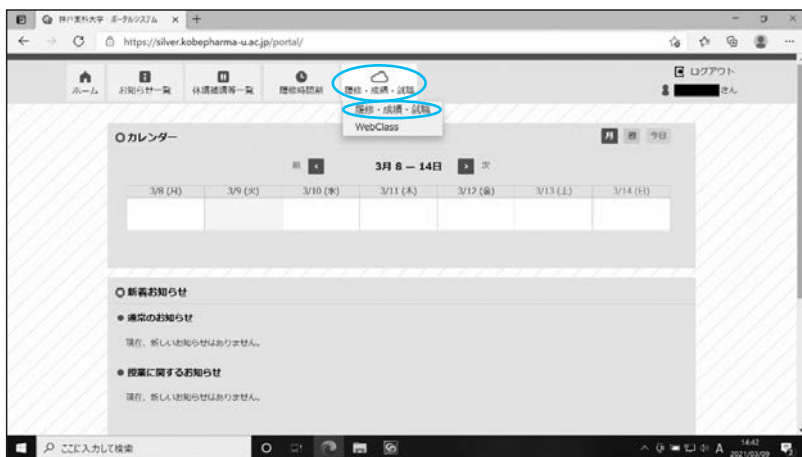 神戸薬科大学 ポータルシステム
https://silver.kobepharma-u.ac.jp/portal/
ホーム
お知らせ一覧
休講補講等一覧
履修時間割
履修・成績・就職
ログアウト
さん
履修・成績・就職
WebClass
カレンダー
月 週 今日
前 3月 8 — 14日 次
3/8 (月) 3/9 (火) 3/10 (水) 3/11 (木) 3/12 (金) 3/13 (土) 3/14 (日)
新着お知らせ
通常のお知らせ
現在、新しいお知らせはありません。
授業に関するお知らせ
現在、新しいお知らせはありません。
ここに入力して検索
A
14:42
2021/03/09